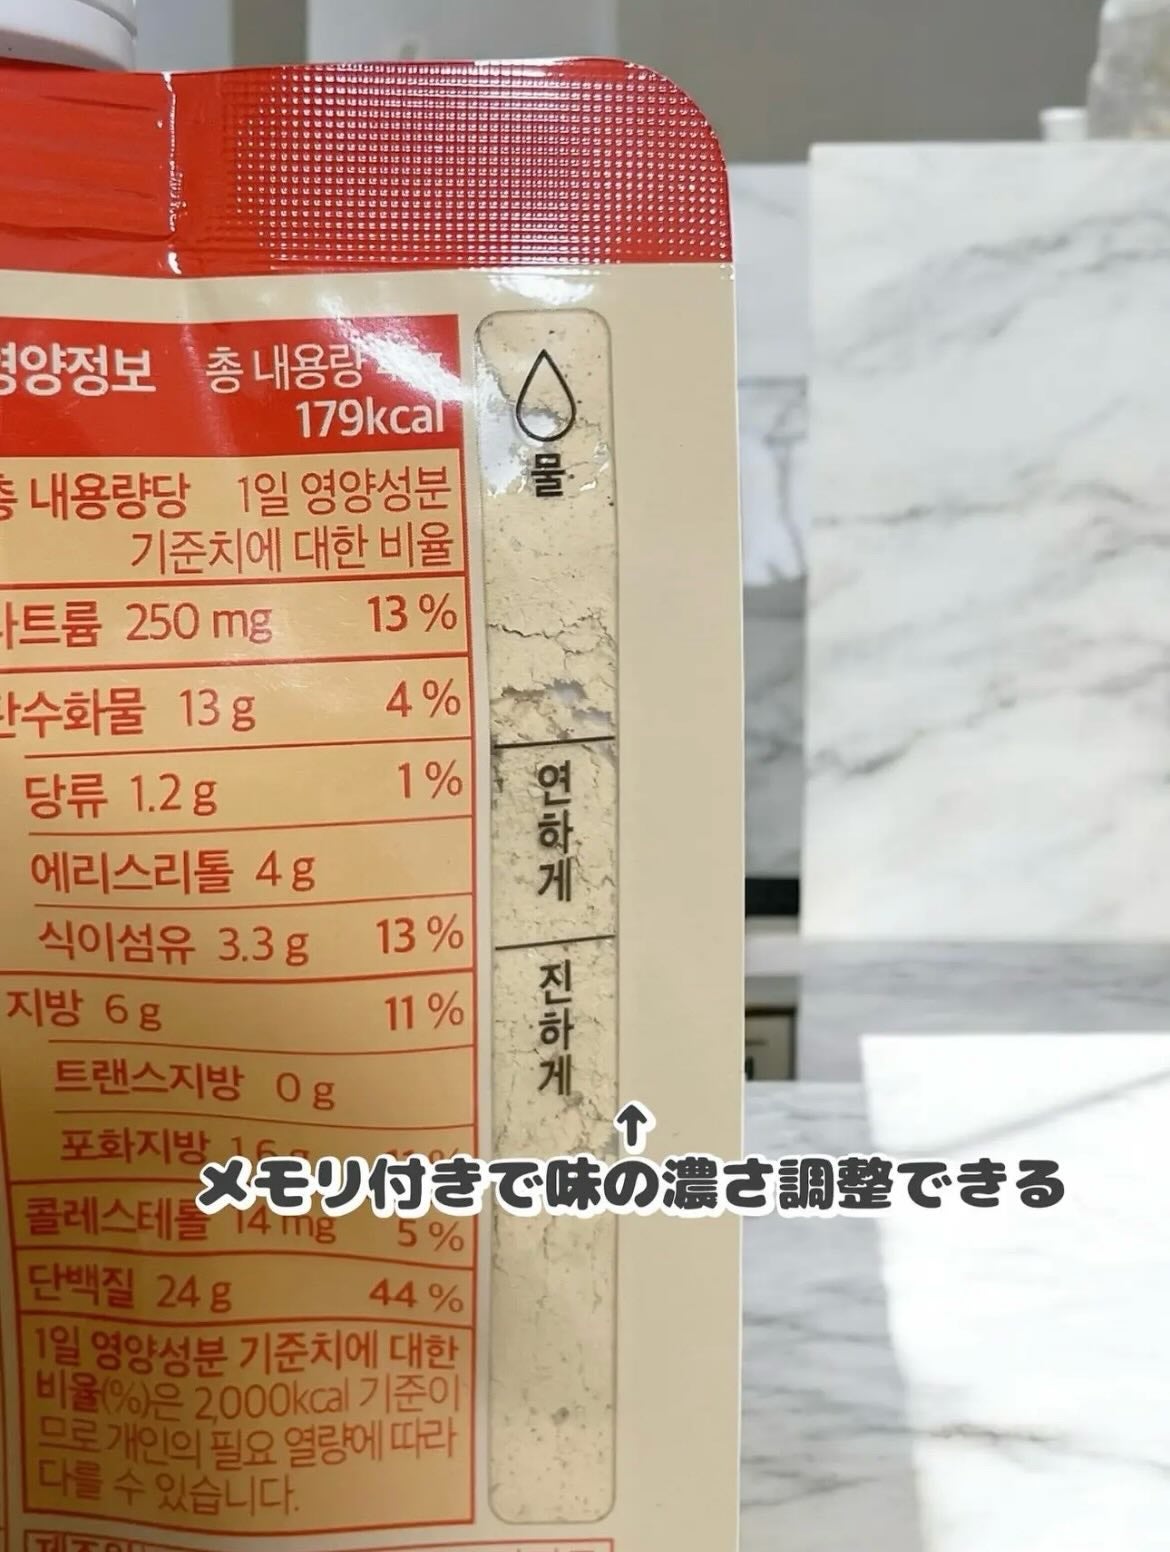 영양정보 총 내용량
179kcal
총 내용량당 1일 영양성분
기준치에 대한 비율
나트륨 250 mg 13 %
탄수화물 13 g 4 %
당류 1.2 g 1 %
에리스리톨 4 g
식이섬유 3.3 g 13 %
지방 6 g 11 %
트랜스지방 0 g
포화지방
콜레스테롤 14 mg 5 %
단백질 24 g 44 %
1일 영양성분 기준치에 대한
비율(%)은 2,000kcal 기준이
므로 개인의 필요 열량에 따라
다를 수 있습니다.
물
연하게
진하게
↑
メモリ付きで味の濃さ調整できる